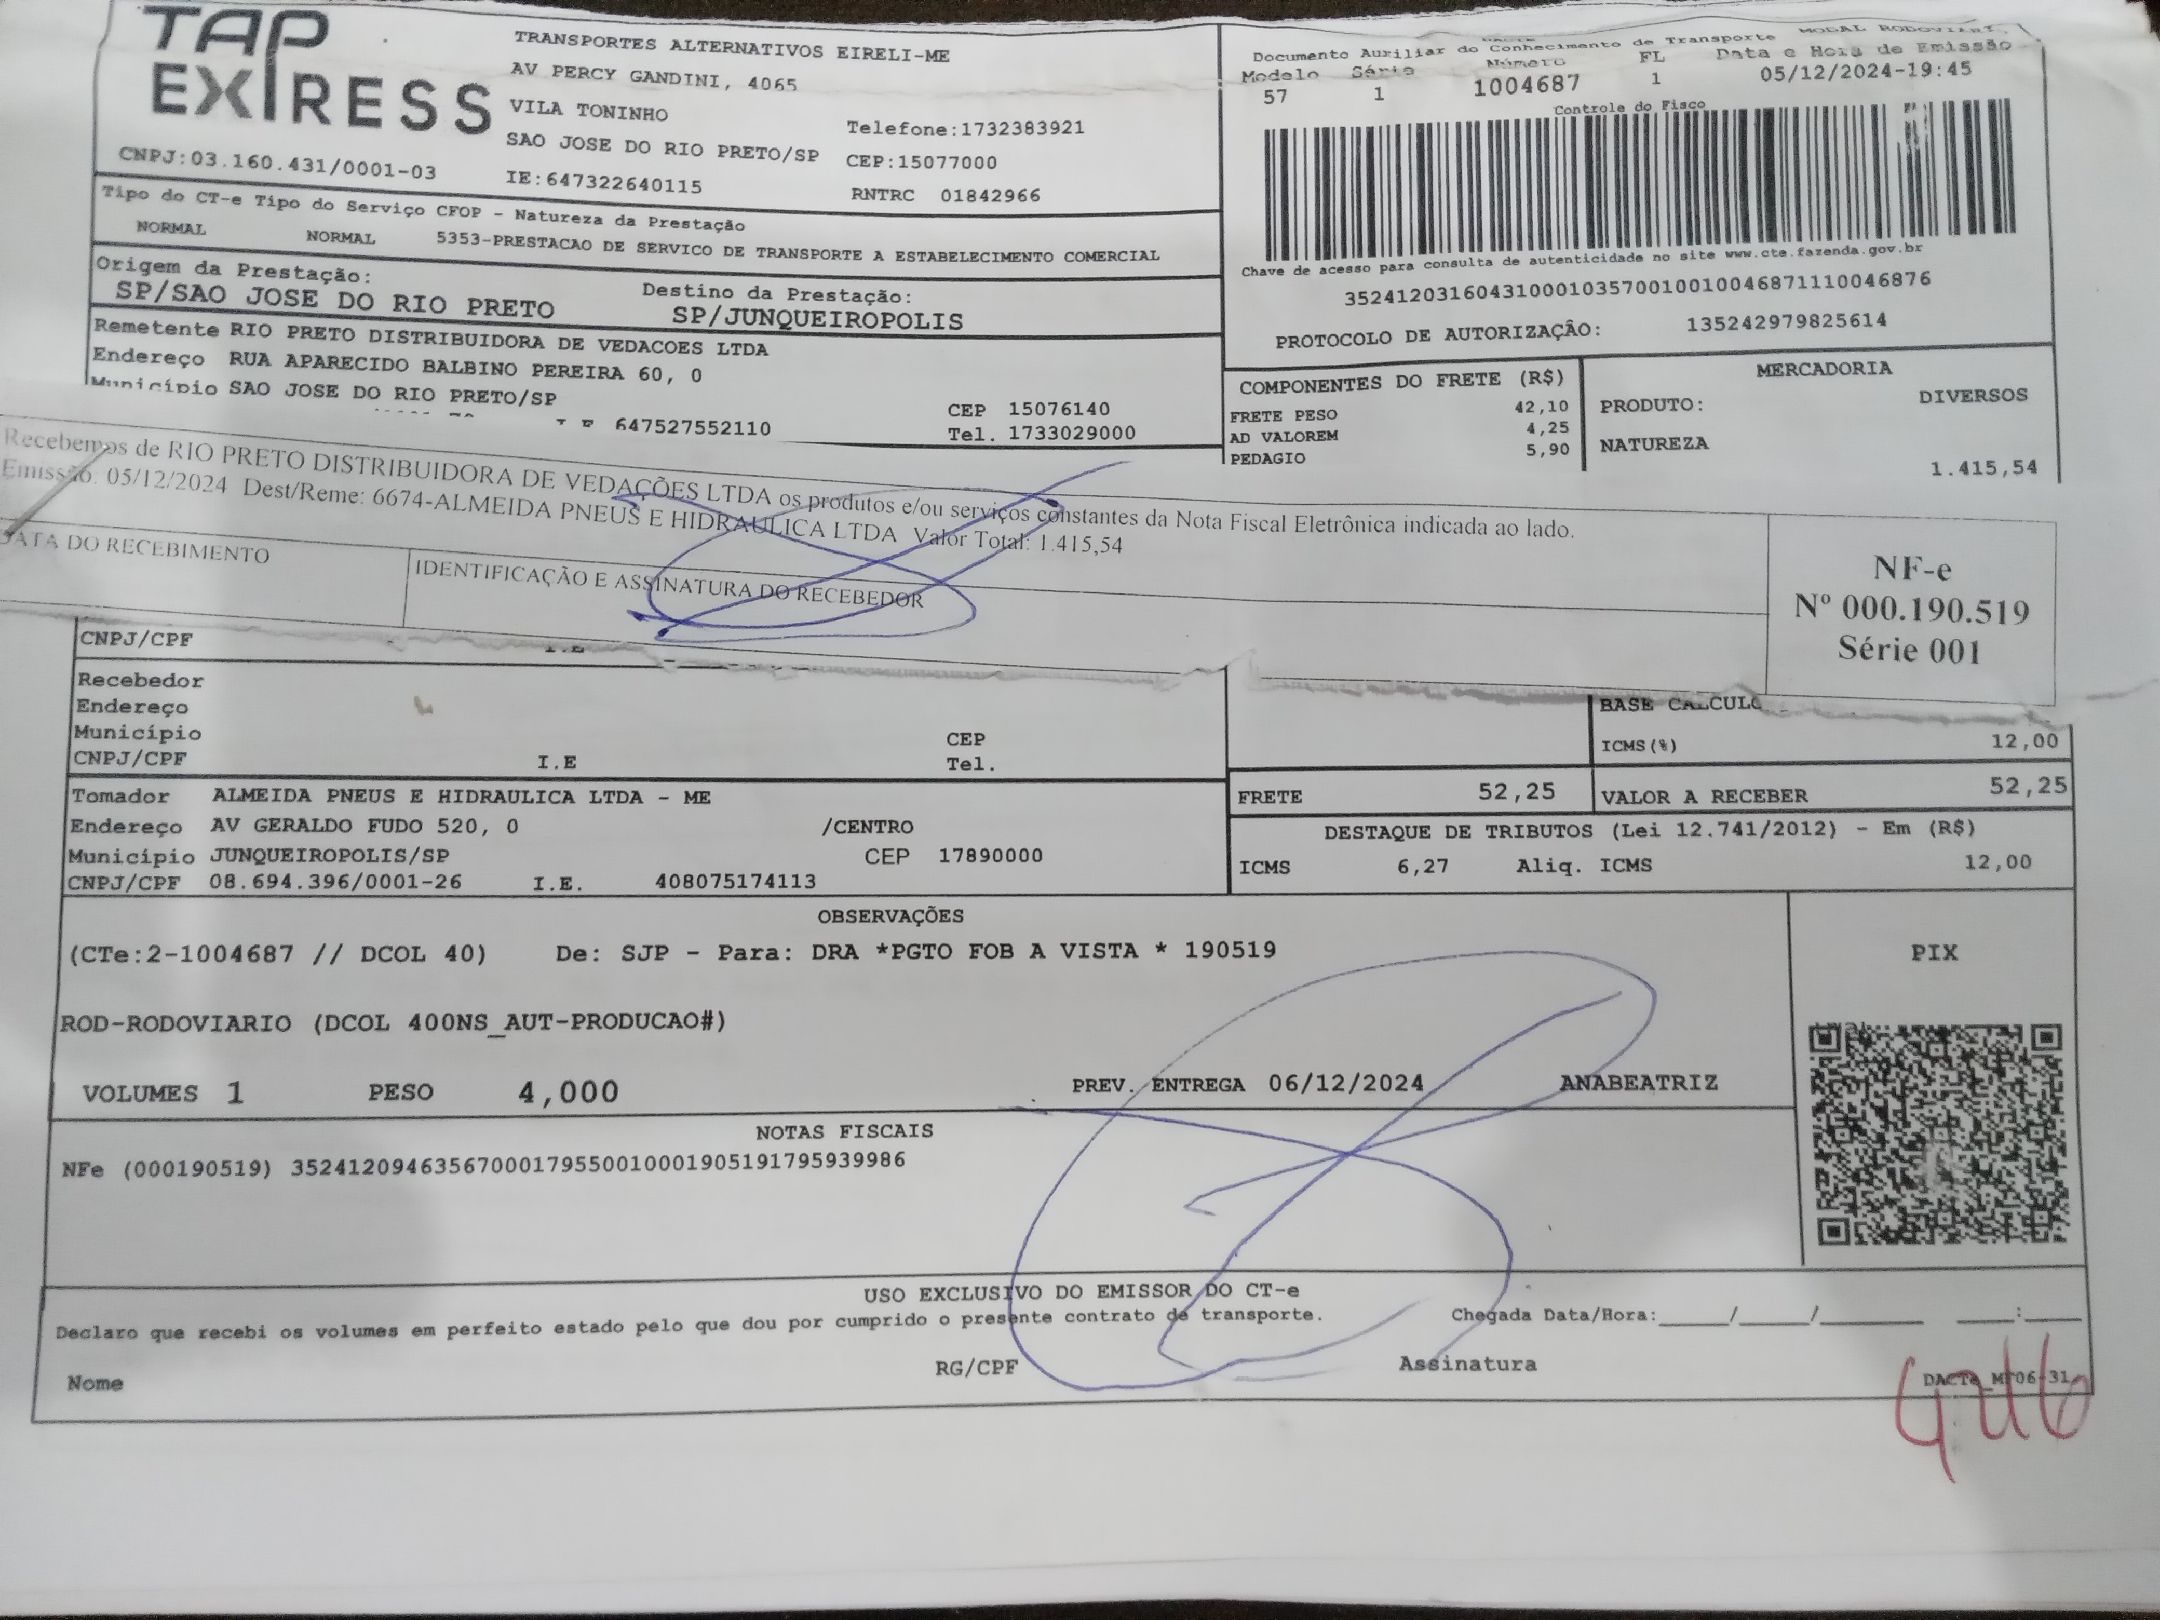 TAP
EXPRESS
CNPJ:03.160.431/0001-03
TRANSPORTES ALTERNATIVOS EIRELI-ME
AV PERCY GANDINI, 4065
VILA TONINHO
SAO JOSE DO RIO PRETO/SP
IE:647322640115
Telefone:1732383921
CEP:15077000
RNTRC 01842966
MODAL RODOVIARI
Documento Auxiliar do Conhecimento de Transporte
Modelo Série Número FL Data e Hora de Emissão
57 1 1004687 1 05/12/2024-19:45
Controle do Fisco
Chave de acesso para consulta de autenticidade no site www.cte.fazenda.gov.br
35241203160431000103570010010046871110046876
PROTOCOLO DE AUTORIZAÇÂO: 135242979825614
Tipo do CT-e Tipo do Serviço CFOP - Natureza da Prestação
NORMAL NORMAL 5353-PRESTACAO DE SERVICO DE TRANSPORTE A ESTABELECIMENTO COMERCIAL
Origem da Prestação: Destino da Prestação:
SP/SAO JOSE DO RIO PRETO SP/JUNQUEIROPOLIS
Remetente RIO PRETO DISTRIBUIDORA DE VEDACOES LTDA
Endereço RUA APARECIDO BALBINO PEREIRA 60, 0
Município SAO JOSE DO RIO PRETO/SP CEP 15076140
647527552110 Tel. 1733029000
COMPONENTES DO FRETE (R$)
FRETE PESO 42,10
AD VALOREM 4,25
PEDAGIO 5,90
MERCADORIA
PRODUTO: DIVERSOS
NATUREZA
1.415,54
Recebemos de RIO PRETO DISTRIBUIDORA DE VEDAÇÕES LTDA os produtos e/ou serviços constantes da Nota Fiscal Eletrônica indicada ao lado.
Emissão: 05/12/2024 Dest/Reme: 6674-ALMEIDA PNEUS E HIDRAULICA LTDA Valor Total: 1.415,54
DATA DO RECEBIMENTO IDENTIFICAÇÃO E ASSINATURA DO RECEBEDOR
NF-e
Nº 000.190.519
Série 001
CNPJ/CPF I.E
Recebedor
Endereço
Município CEP
CNPJ/CPF I.E Tel.
BASE CALCULO
ICMS(%) 12,00
FRETE 52,25 VALOR A RECEBER 52,25
Tomador ALMEIDA PNEUS E HIDRAULICA LTDA - ME
Endereço AV GERALDO FUDO 520, 0 /CENTRO
Município JUNQUEIROPOLIS/SP CEP 17890000
CNPJ/CPF 08.694.396/0001-26 I.E. 408075174113
DESTAQUE DE TRIBUTOS (Lei 12.741/2012) - Em (R$)
ICMS 6,27 Aliq. ICMS 12,00
OBSERVAÇÕES
(CTe:2-1004687 // DCOL 40) De: SJP - Para: DRA *PGTO FOB A VISTA * 190519
ROD-RODOVIARIO (DCOL 400NS_AUT-PRODUCAO#)
VOLUMES 1 PESO 4,000 PREV. ENTREGA 06/12/2024 ANABEATRIZ
PIX
NOTAS FISCAIS
NFe (000190519) 35241209463567000179550010001905191795939986
USO EXCLUSIVO DO EMISSOR DO CT-e
Declaro que recebi os volumes em perfeito estado pelo que dou por cumprido o presente contrato de transporte. Chegada Data/Hora:_____/_____/________ ____:____
Nome RG/CPF Assinatura